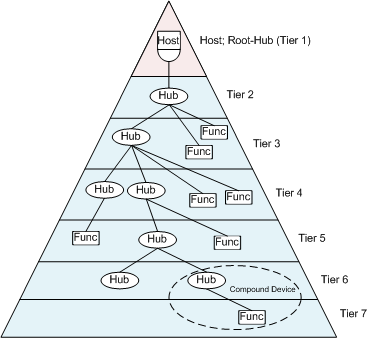 Host
Host; Root-Hub (Tier 1)
Hub
Tier 2
Func
Hub
Func
Tier 3
Hub
Hub
Func
Func
Tier 4
Func
Hub
Func
Tier 5
Hub
Hub
Compound Device
Tier 6
Func
Tier 7